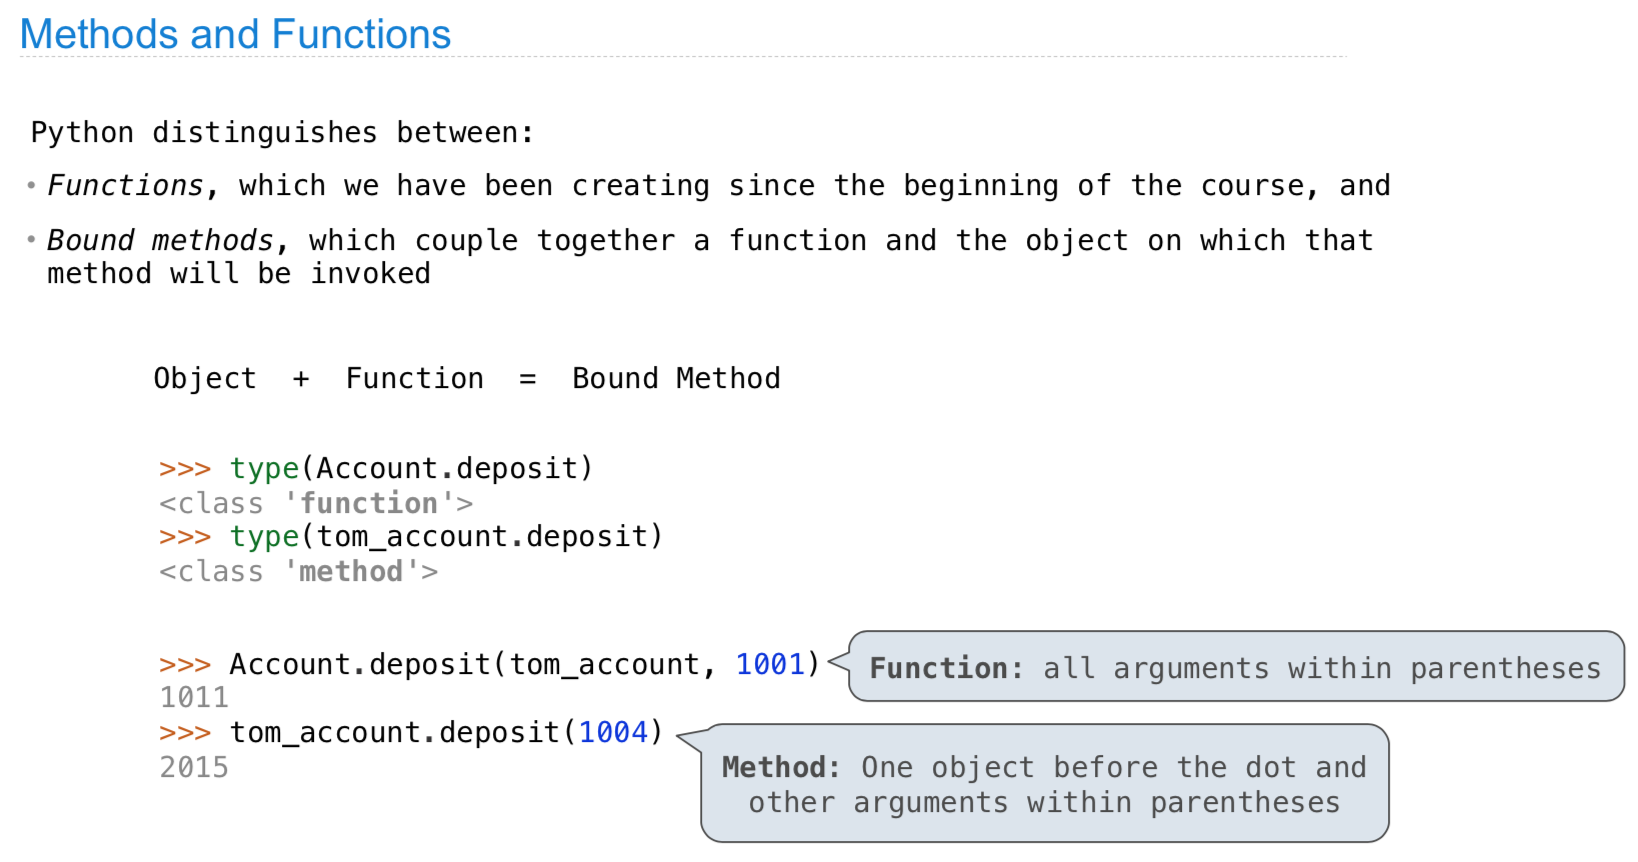 Methods and Functions
Python distinguishes between:
• Functions, which we have been creating since the beginning of the course, and
• Bound methods, which couple together a function and the object on which that
method will be invoked
Object + Function = Bound Method
>>> type(Account.deposit)
<class 'function'>
>>> type(tom_account.deposit)
<class 'method'>
>>> Account.deposit(tom_account, 1001)
Function: all arguments within parentheses
1011
>>> tom_account.deposit(1004)
2015
Method: One object before the dot and
other arguments within parentheses